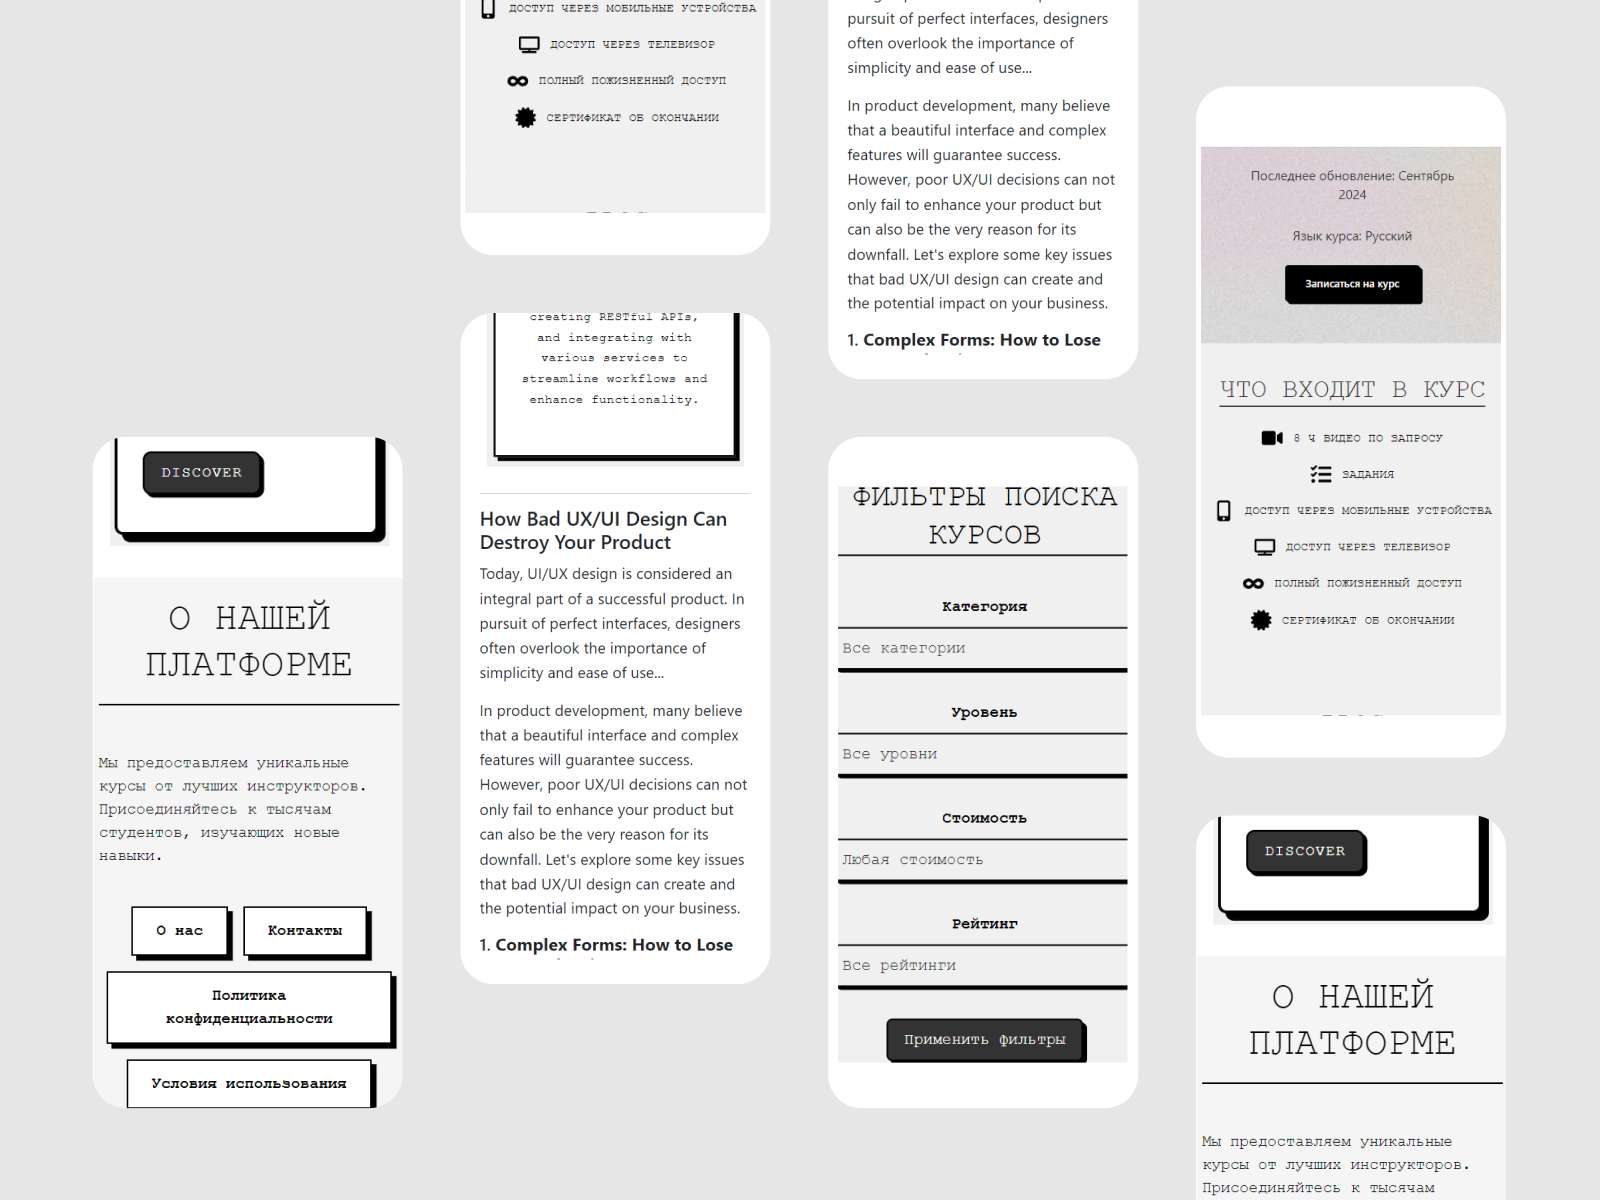 DISCOVER
О НАШЕЙ
ПЛАТФОРМЕ
Мы предоставляем уникальные
курсы от лучших инструкторов.
Присоединяйтесь к тысячам
студентов, изучающих новые
навыки.
О нас
Контакты
Политика
конфиденциальности
Условия использования
ДОСТУП ЧЕРЕЗ МОБИЛЬНЫЕ УСТРОЙСТВА
ДОСТУП ЧЕРЕЗ ТЕЛЕВИЗОР
ПОЛНЫЙ ПОЖИЗНЕННЫЙ ДОСТУП
СЕРТИФИКАТ ОБ ОКОНЧАНИИ
creating RESTful APIs,
and integrating with
various services to
streamline workflows and
enhance functionality.
How Bad UX/UI Design Can
Destroy Your Product
Today, UI/UX design is considered an
integral part of a successful product. In
pursuit of perfect interfaces, designers
often overlook the importance of
simplicity and ease of use...
In product development, many believe
that a beautiful interface and complex
features will guarantee success.
However, poor UX/UI decisions can not
only fail to enhance your product but
can also be the very reason for its
downfall. Let's explore some key issues
that bad UX/UI design can create and
the potential impact on your business.
1. Complex Forms: How to Lose
pursuit of perfect interfaces, designers
often overlook the importance of
simplicity and ease of use...
In product development, many believe
that a beautiful interface and complex
features will guarantee success.
However, poor UX/UI decisions can not
only fail to enhance your product but
can also be the very reason for its
downfall. Let's explore some key issues
that bad UX/UI design can create and
the potential impact on your business.
1. Complex Forms: How to Lose
ФИЛЬТРЫ ПОИСКА
КУРСОВ
Категория
Все категории
Уровень
Все уровни
Стоимость
Любая стоимость
Рейтинг
Все рейтинги
Применить фильтры
Последнее обновление: Сентябрь
2024
Язык курса: Русский
Записаться на курс
ЧТО ВХОДИТ В КУРС
8 Ч ВИДЕО ПО ЗАПРОСУ
ЗАДАНИЯ
ДОСТУП ЧЕРЕЗ МОБИЛЬНЫЕ УСТРОЙСТВА
ДОСТУП ЧЕРЕЗ ТЕЛЕВИЗОР
ПОЛНЫЙ ПОЖИЗНЕННЫЙ ДОСТУП
СЕРТИФИКАТ ОБ ОКОНЧАНИИ
DISCOVER
О НАШЕЙ
ПЛАТФОРМЕ
Мы предоставляем уникальные
курсы от лучших инструкторов.
Присоединяйтесь к тысячам